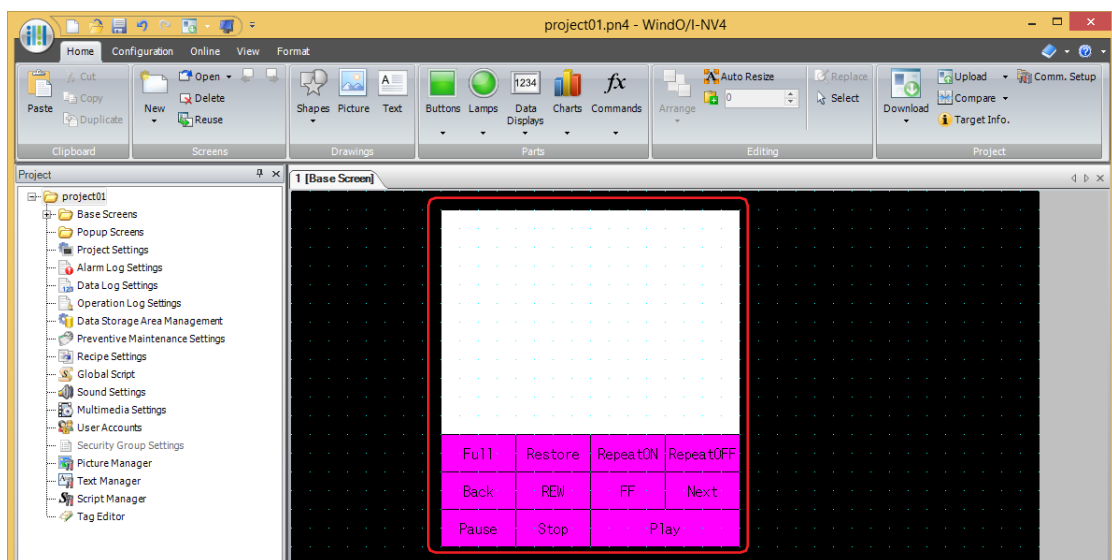 project01.pn4 - WindO/I-NV4
Home Configuration Online View Format
Cut Open Auto Resize Replace Upload Comm. Setup
Copy Delete 1234 fx 0 Select Compare
Paste Duplicate New Reuse Shapes Picture Text Buttons Lamps Data Displays Charts Commands Arrange Download Target Info.
Clipboard Screens Drawings Parts Editing Project
Project
1 [Base Screen]
project01
Base Screens
Popup Screens
Project Settings
Alarm Log Settings
Data Log Settings
Operation Log Settings
Data Storage Area Management
Preventive Maintenance Settings
Recipe Settings
Global Script
Sound Settings
Multimedia Settings
User Accounts
Security Group Settings
Picture Manager
Text Manager
Script Manager
Tag Editor
Full Restore RepeatON RepeatOFF
Back REW FF Next
Pause Stop Play